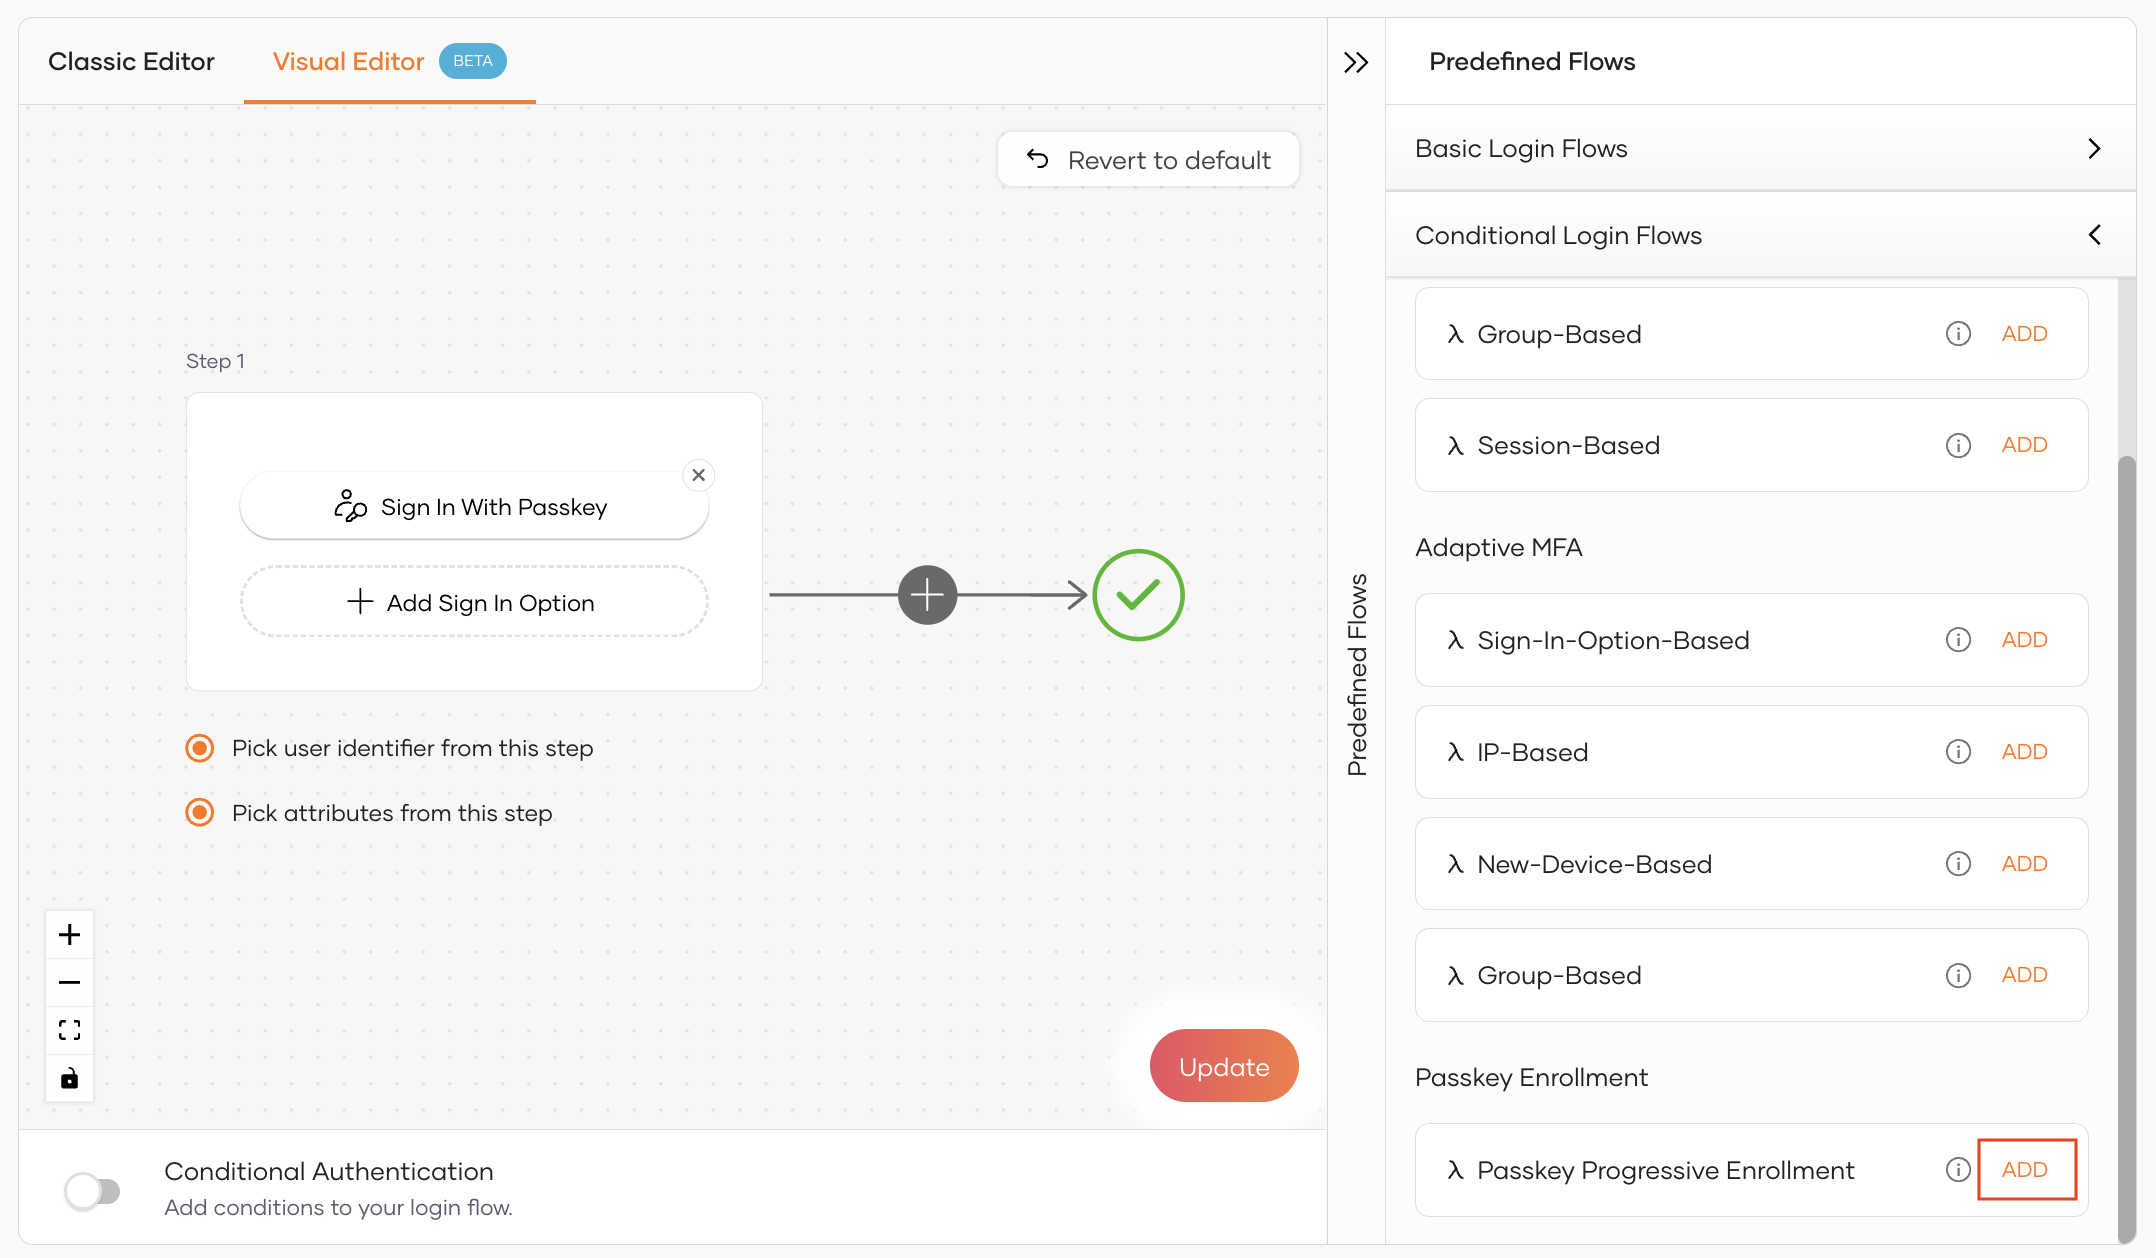 Classic Editor
Visual Editor
BETA
Revert to default
Step 1
Sign In With Passkey
Add Sign In Option
Pick user identifier from this step
Pick attributes from this step
Update
Conditional Authentication
Add conditions to your login flow.
Predefined Flows
Predefined Flows
Basic Login Flows
Conditional Login Flows
λ Group-Based ADD
λ Session-Based ADD
Adaptive MFA
λ Sign-In-Option-Based ADD
λ IP-Based ADD
λ New-Device-Based ADD
λ Group-Based ADD
Passkey Enrollment
λ Passkey Progressive Enrollment ADD